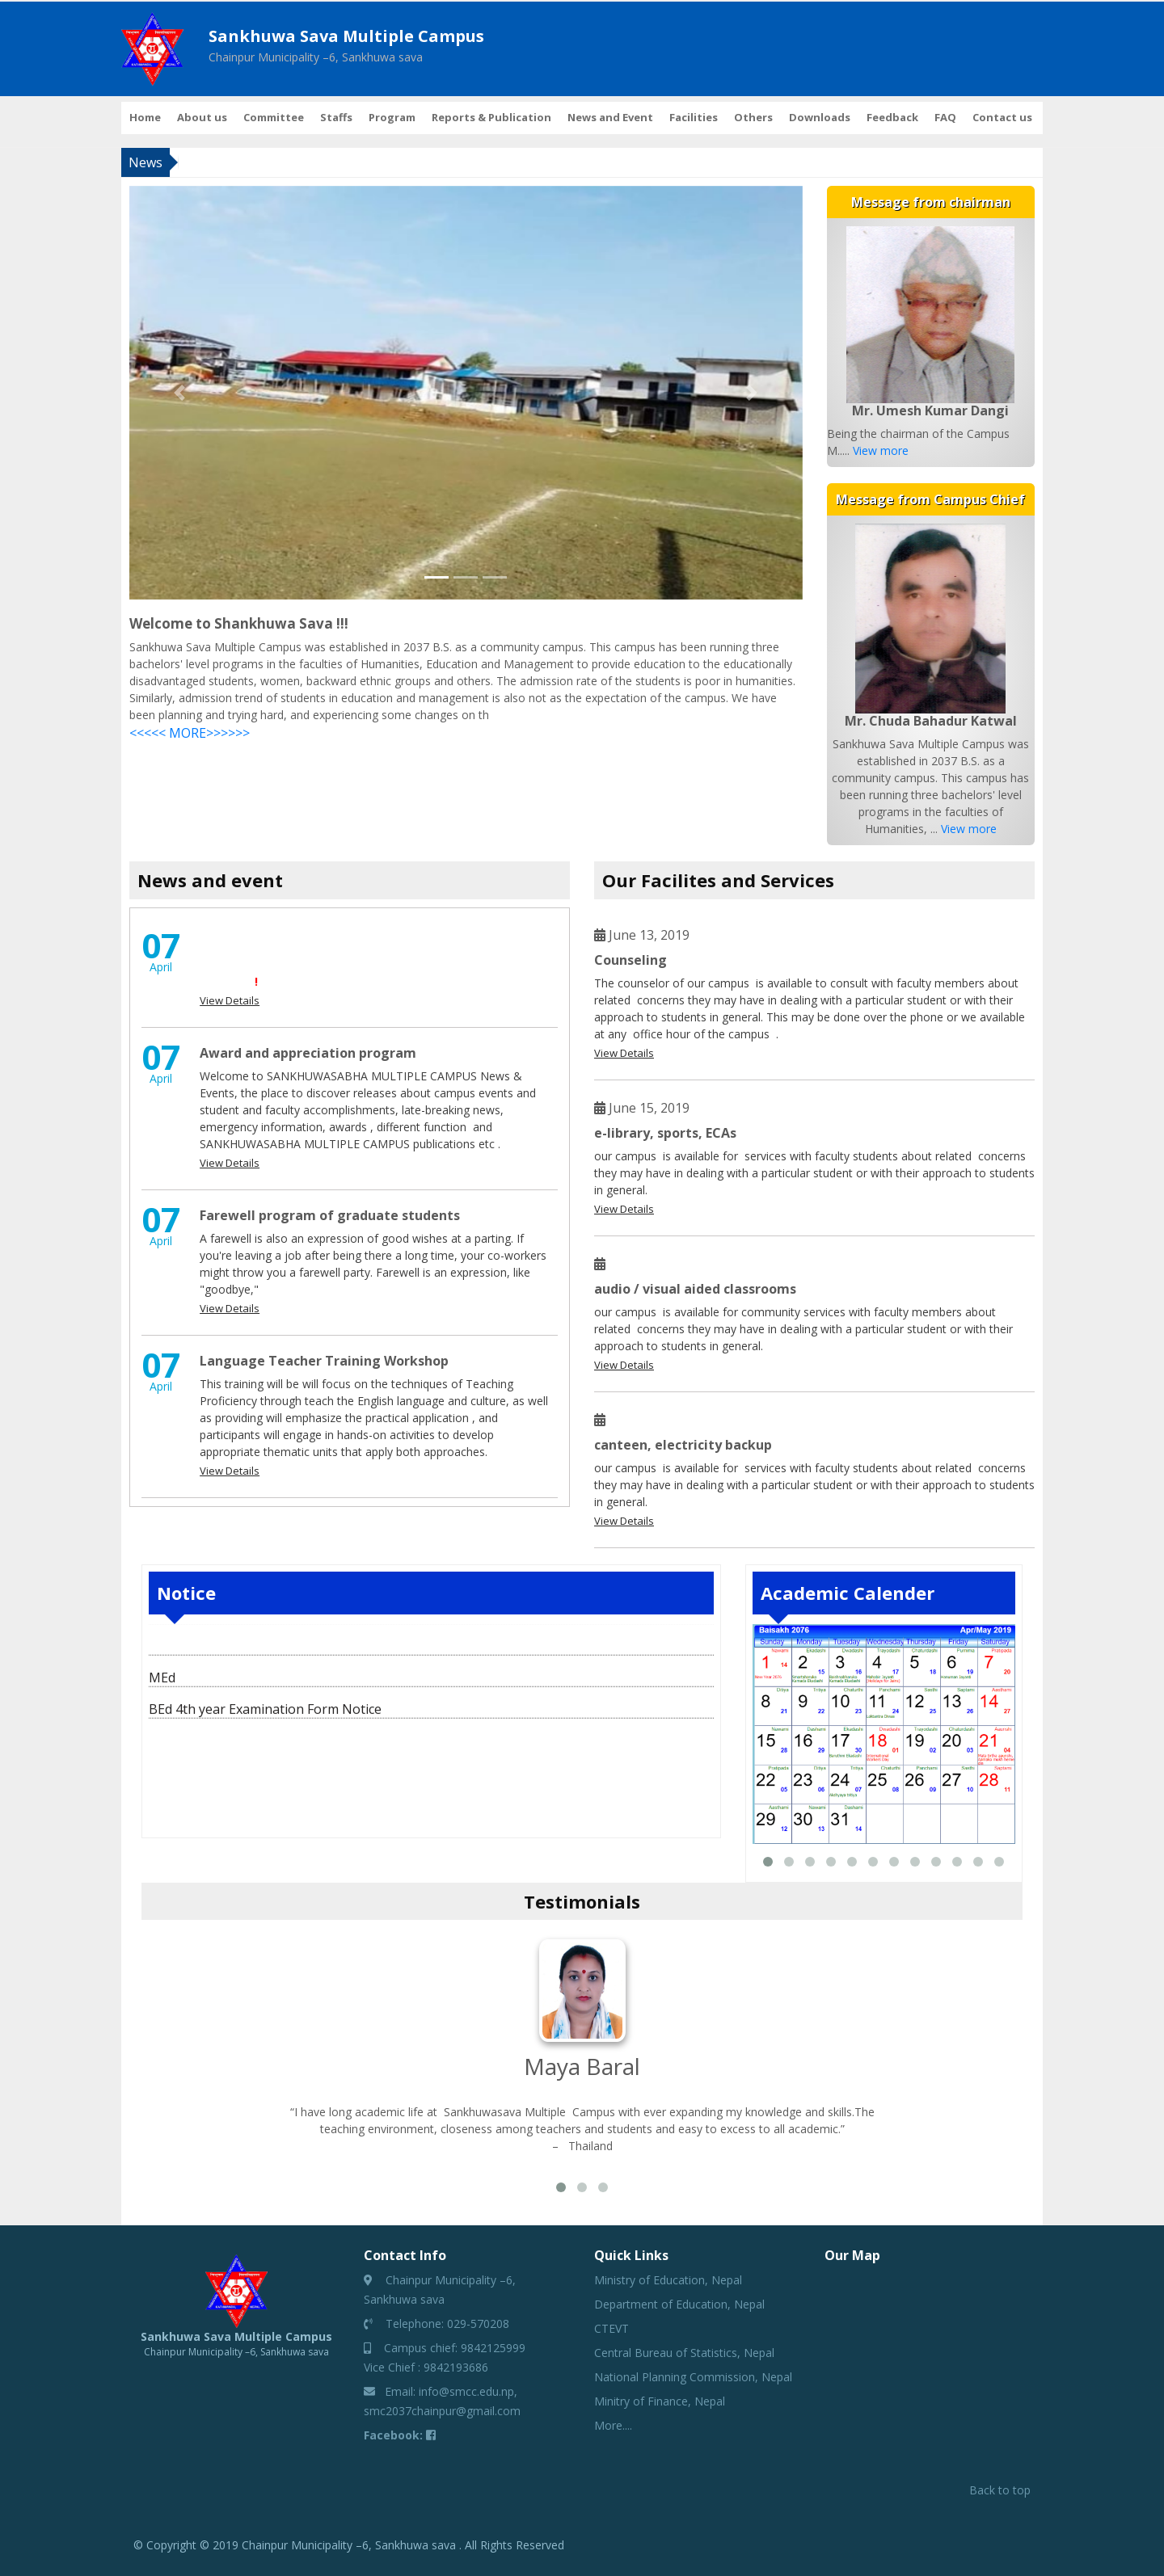 Sankhuwa Sava Multiple Campus
Chainpur Municipality –6, Sankhuwa sava
Home About us Committee Staffs Program Reports & Publication News and Event Facilities Others Downloads Feedback FAQ Contact us
News
Message from chairman
Mr. Umesh Kumar Dangi
Being the chairman of the Campus
M..... View more
Message from Campus Chief
Mr. Chuda Bahadur Katwal
Sankhuwa Sava Multiple Campus was
established in 2037 B.S. as a
community campus. This campus has
been running three bachelors' level
programs in the faculties of
Humanities, ... View more
Welcome to Shankhuwa Sava !!!
Sankhuwa Sava Multiple Campus was established in 2037 B.S. as a community campus. This campus has been running three
bachelors' level programs in the faculties of Humanities, Education and Management to provide education to the educationally
disadvantaged students, women, backward ethnic groups and others. The admission rate of the students is poor in humanities.
Similarly, admission trend of students in education and management is also not as the expectation of the campus. We have
been planning and trying hard, and experiencing some changes on th
<<<<< MORE>>>>>>
News and event
07
April
!
View Details
07
April
Award and appreciation program
Welcome to SANKHUWASABHA MULTIPLE CAMPUS News &
Events, the place to discover releases about campus events and
student and faculty accomplishments, late-breaking news,
emergency information, awards , different function and
SANKHUWASABHA MULTIPLE CAMPUS publications etc .
View Details
07
April
Farewell program of graduate students
A farewell is also an expression of good wishes at a parting. If
you're leaving a job after being there a long time, your co-workers
might throw you a farewell party. Farewell is an expression, like
"goodbye,"
View Details
07
April
Language Teacher Training Workshop
This training will be will focus on the techniques of Teaching
Proficiency through teach the English language and culture, as well
as providing will emphasize the practical application , and
participants will engage in hands-on activities to develop
appropriate thematic units that apply both approaches.
View Details
Our Facilites and Services
June 13, 2019
Counseling
The counselor of our campus is available to consult with faculty members about
related concerns they may have in dealing with a particular student or with their
approach to students in general. This may be done over the phone or we available
at any office hour of the campus .
View Details
June 15, 2019
e-library, sports, ECAs
our campus is available for services with faculty students about related concerns
they may have in dealing with a particular student or with their approach to students
in general.
View Details
audio / visual aided classrooms
our campus is available for community services with faculty members about
related concerns they may have in dealing with a particular student or with their
approach to students in general.
View Details
canteen, electricity backup
our campus is available for services with faculty students about related concerns
they may have in dealing with a particular student or with their approach to students
in general.
View Details
Notice
MEd
BEd 4th year Examination Form Notice
Academic Calender
Baisakh 2076 Apr/May 2019
Sunday Monday Tuesday Wednesday Thursday Friday Saturday
1 14 2 15 3 16 4 17 5 18 6 19 7 20
8 21 9 22 10 23 11 24 12 25 13 26 14 27
15 28 16 29 17 30 18 01 19 02 20 03 21 04
22 05 23 06 24 07 25 08 26 09 27 10 28 11
29 12 30 13 31 14
Testimonials
Maya Baral
“I have long academic life at Sankhuwasava Multiple Campus with ever expanding my knowledge and skills.The
teaching environment, closeness among teachers and students and easy to excess to all academic.”
– Thailand
Sankhuwa Sava Multiple Campus
Chainpur Municipality –6, Sankhuwa sava
Contact Info
Chainpur Municipality –6,
Sankhuwa sava
Telephone: 029-570208
Campus chief: 9842125999
Vice Chief : 9842193686
Email: info@smcc.edu.np,
smc2037chainpur@gmail.com
Facebook:
Quick Links
Ministry of Education, Nepal
Department of Education, Nepal
CTEVT
Central Bureau of Statistics, Nepal
National Planning Commission, Nepal
Minitry of Finance, Nepal
More....
Our Map
Back to top
© Copyright © 2019 Chainpur Municipality –6, Sankhuwa sava . All Rights Reserved